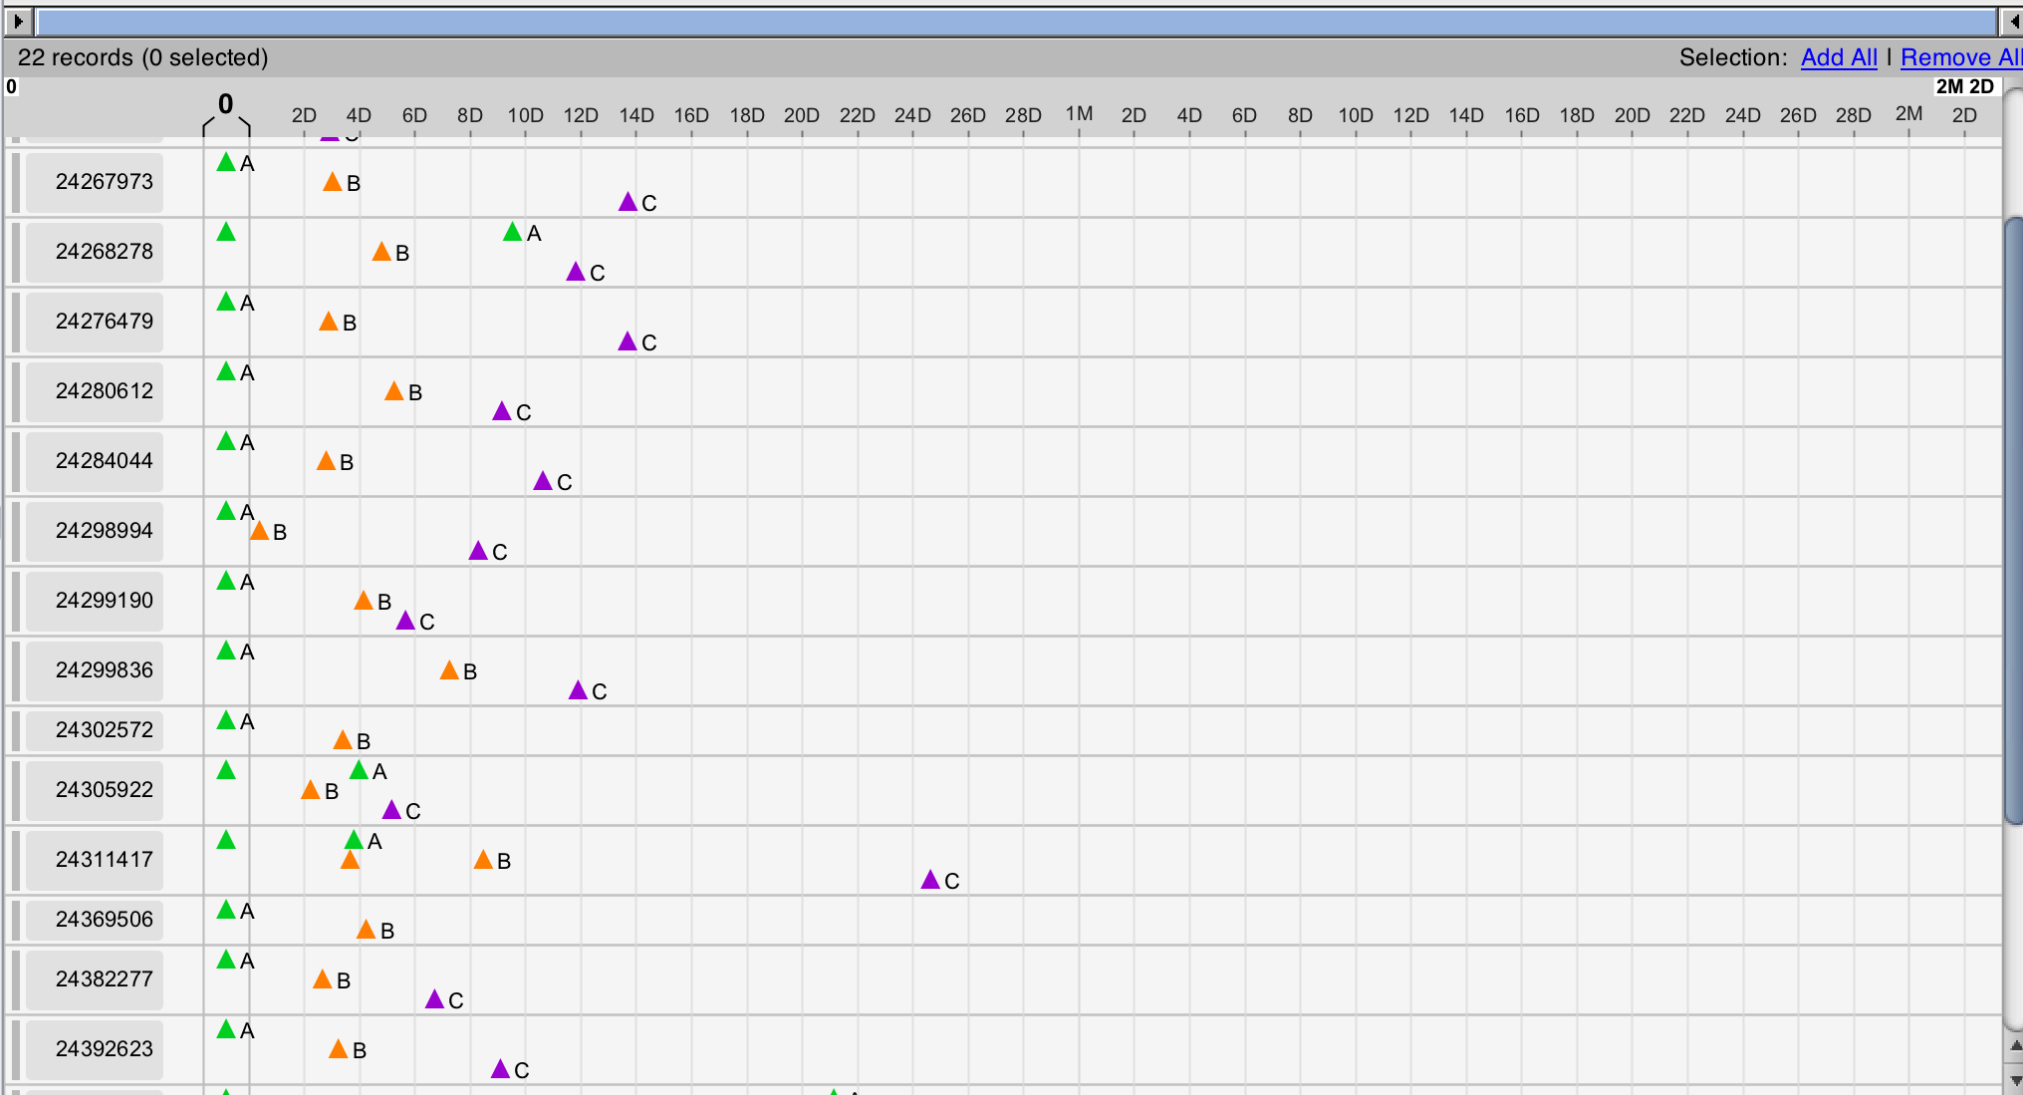 22 records (0 selected) Selection: Add All | Remove All
0 2M 2D
0 2D 4D 6D 8D 10D 12D 14D 16D 18D 20D 22D 24D 26D 28D 1M 2D 4D 6D 8D 10D 12D 14D 16D 18D 20D 22D 24D 26D 28D 2M 2D
24267973 A B C
24268278 A B C
24276479 A B C
24280612 A B C
24284044 A B C
24298994 A B C
24299190 A B C
24299836 A B C
24302572 A B
24305922 A B C
24311417 A B C
24369506 A B
24382277 A B C
24392623 A B C